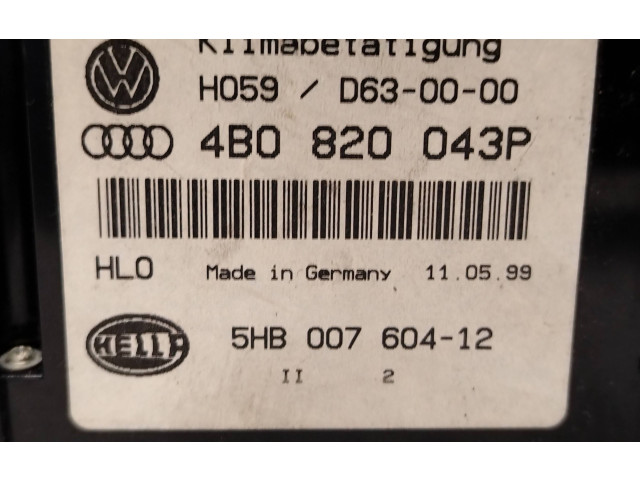 Klimabetätigung
H059 / D63-00-00
4B0 820 043P
HLO Made in Germany 11.05.99
HELLA 5HB 007 604-12
II 2